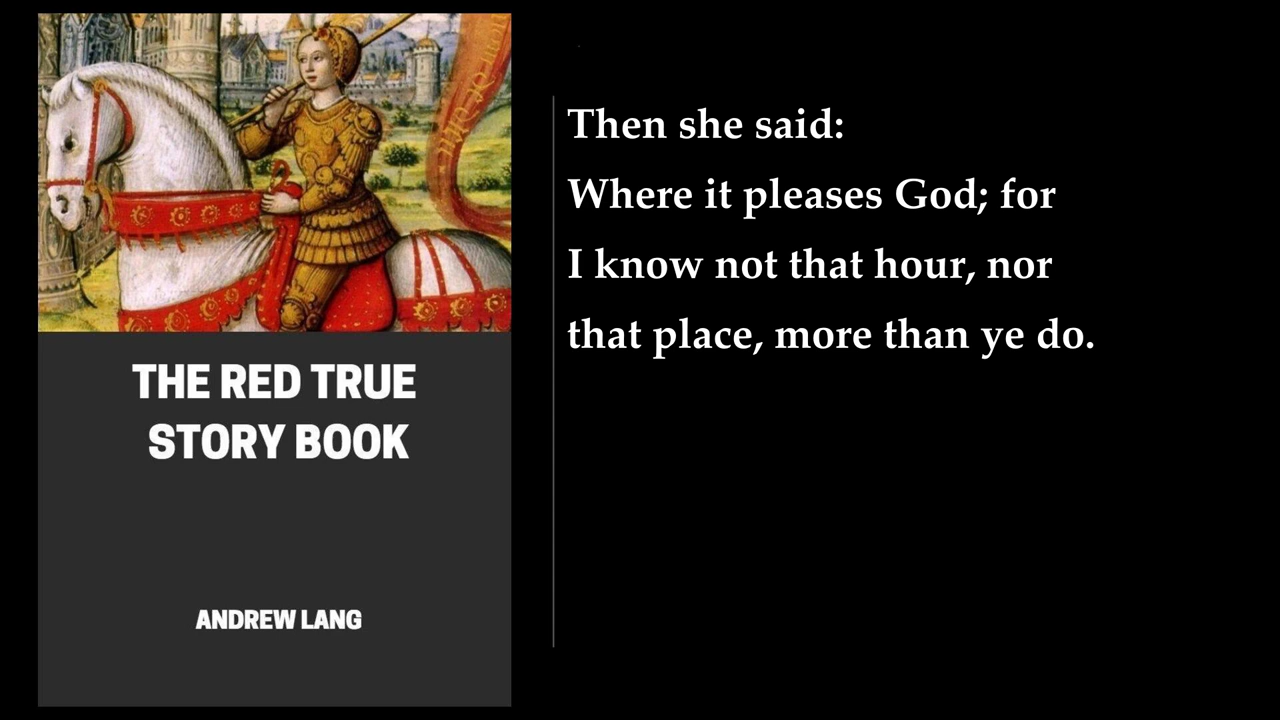 THE RED TRUE
STORY BOOK
ANDREW LANG
Then she said:
Where it pleases God; for
I know not that hour, nor
that place, more than ye do.